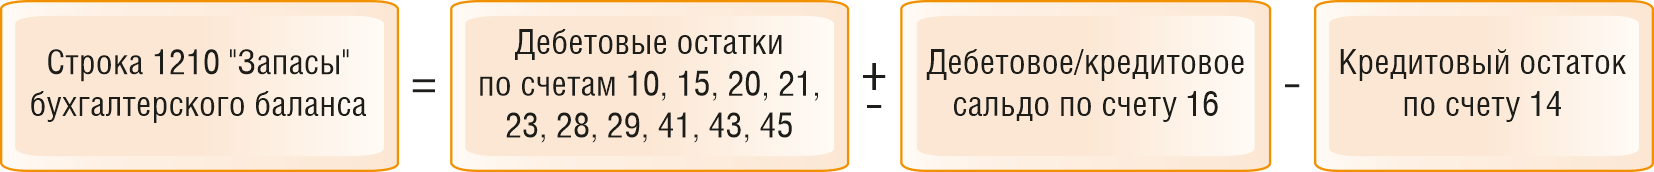 Строка 1210 "Запасы"
бухгалтерского баланса
=
Дебетовые остатки
по счетам 10, 15, 20, 21,
23, 28, 29, 41, 43, 45
+
-
Дебетовое/кредитовое
сальдо по счету 16
-
Кредитовый остаток
по счету 14